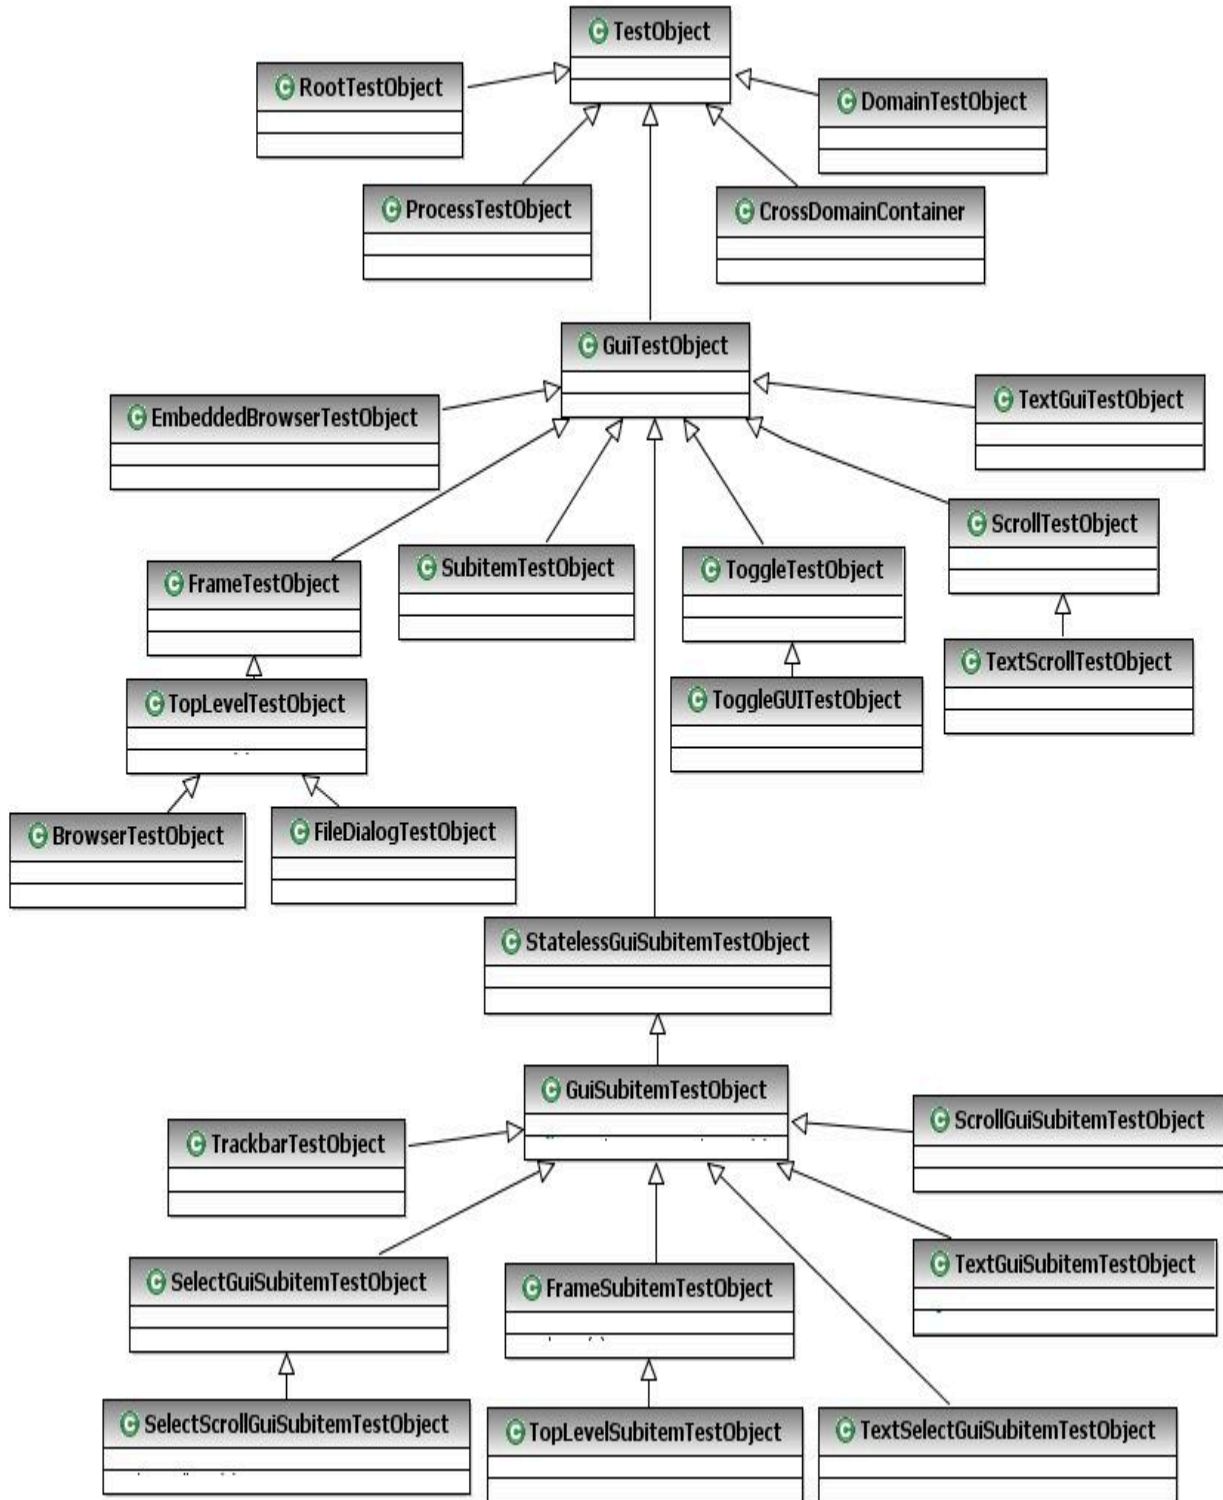 TestObject
RootTestObject
DomainTestObject
ProcessTestObject
CrossDomainContainer
GuiTestObject
EmbeddedBrowserTestObject
TextGuiTestObject
FrameTestObject
SubitemTestObject
ToggleTestObject
ScrollTestObject
TopLevelTestObject
ToggleGUITestObject
TextScrollTestObject
BrowserTestObject
FileDialogTestObject
StatelessGuiSubitemTestObject
GuiSubitemTestObject
TrackbarTestObject
ScrollGuiSubitemTestObject
SelectGuiSubitemTestObject
FrameSubitemTestObject
TextGuiSubitemTestObject
SelectScrollGuiSubitemTestObject
TopLevelSubitemTestObject
TextSelectGuiSubitemTestObject